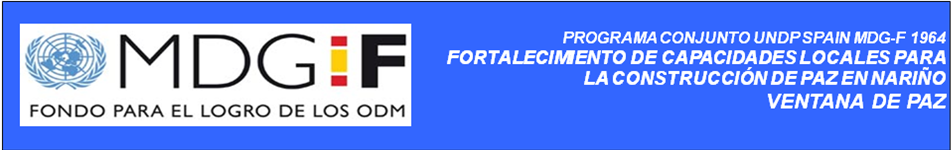 MDGIF
FONDO PARA EL LOGRO DE LOS ODM
PROGRAMA CONJUNTO UNDP SPAIN MDG-F 1964
FORTALECIMIENTO DE CAPACIDADES LOCALES PARA
LA CONSTRUCCIÓN DE PAZ EN NARIÑO
VENTANA DE PAZ